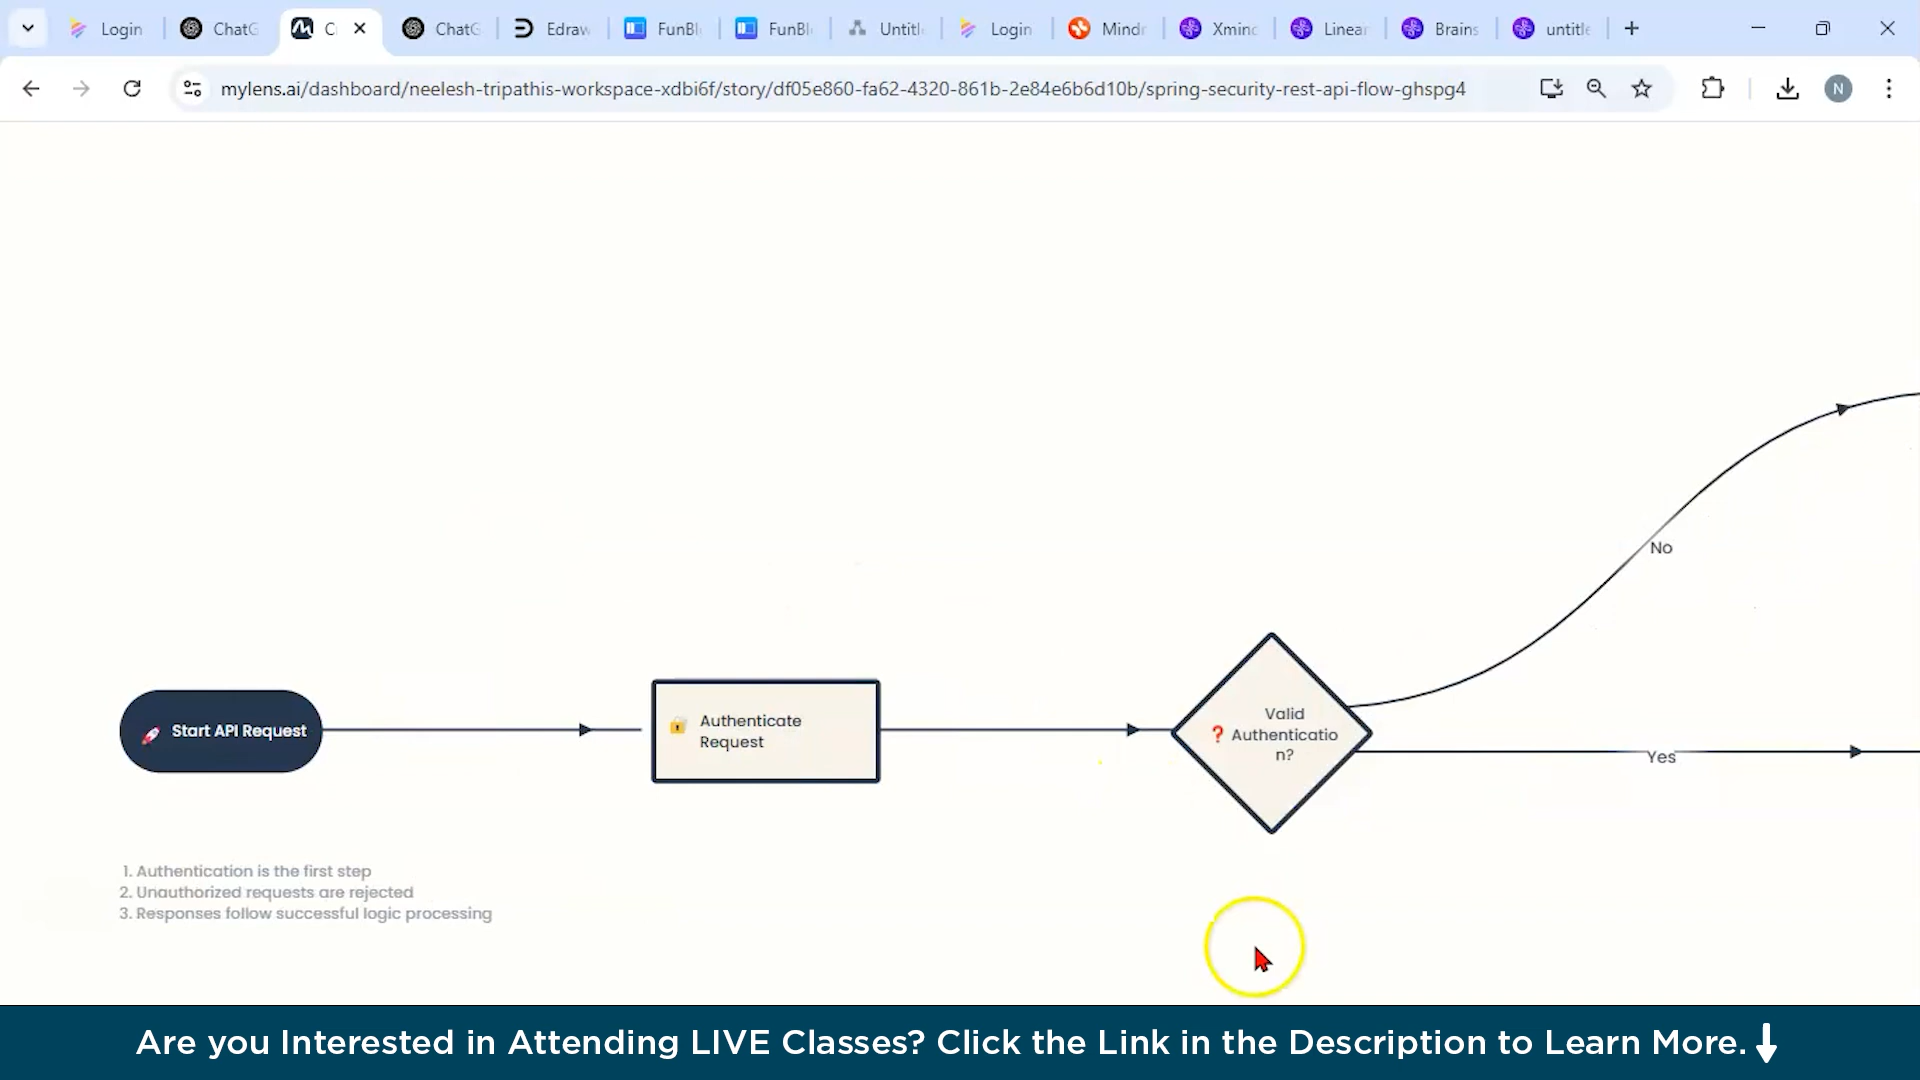 Login
ChatG
C
ChatG
Edraw
FunBl
FunBl
Untitl
Login
Mind
Xmind
Linear
Brains
untitle
mylens.ai/dashboard/neelesh-tripathis-workspace-xdbi6f/story/df05e860-fa62-4320-861b-2e84e6b6d10b/spring-security-rest-api-flow-ghspg4
N
No
Start API Request
Authenticate
Request
Valid
Authenticatio
n?
Yes
1. Authentication is the first step
2. Unauthorized requests are rejected
3. Responses follow successful logic processing
Are you Interested in Attending LIVE Classes? Click the Link in the Description to Learn More.